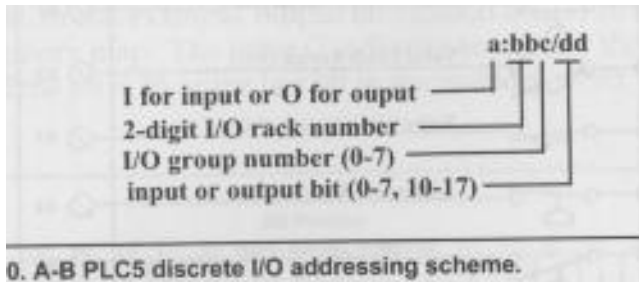 a:bbc/dd
I for input or O for ouput
2-digit I/O rack number
I/O group number (0-7)
input or output bit (0-7, 10-17)
0. A-B PLC5 discrete I/O addressing scheme.